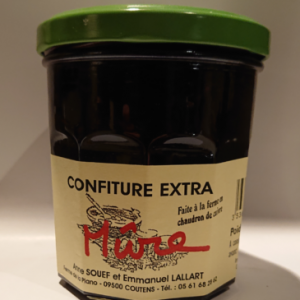 CONFITURE EXTRA
Faite à la ferme en
chaudron de cuivre
Mûre
Anne SOUEF et Emmanuel LALLART
09500 COUTENS - Tél. : 05 61 68